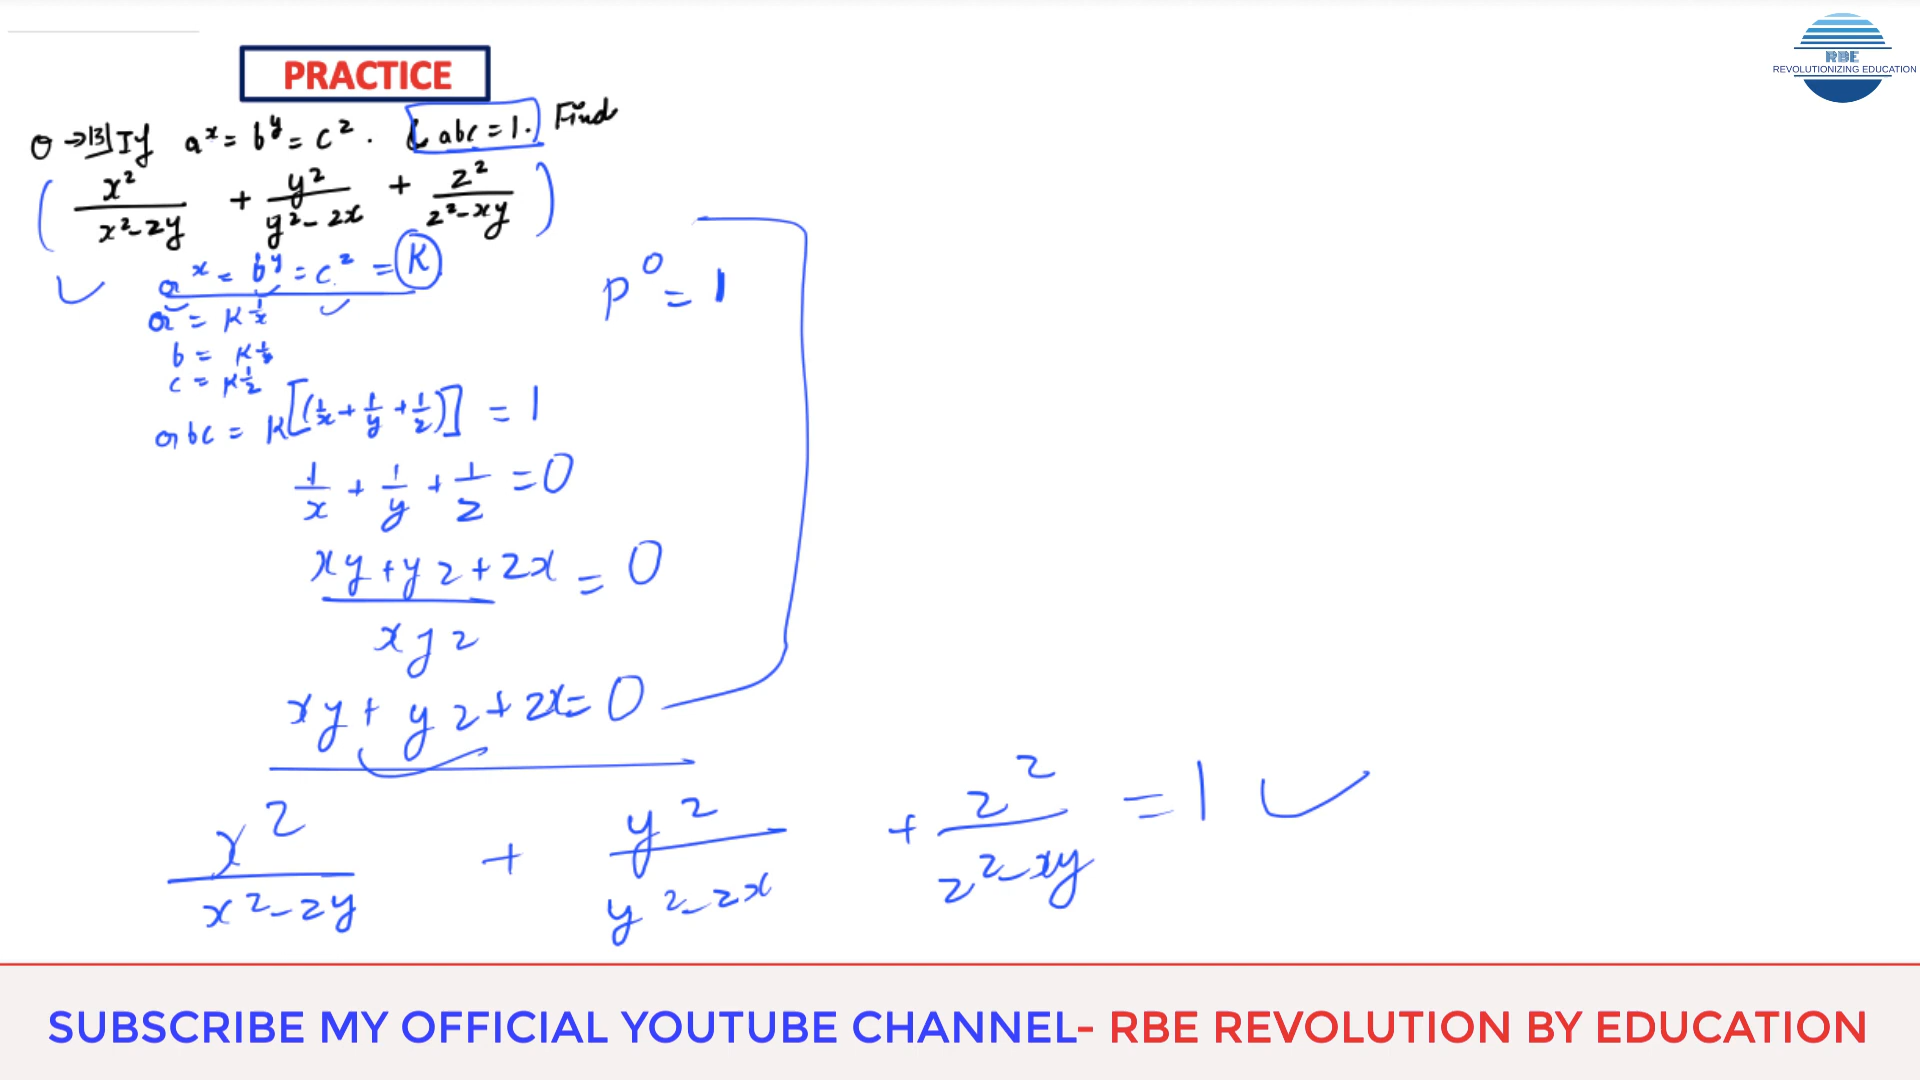 RBE
REVOLUTIONIZING EDUCATION
PRACTICE
If a^x = b^y = c^z . & abc = 1. Find
( x²/(x²-zy) + y²/(y²-zx) + z²/(z²-xy) )
a^x = b^y = c^z = K
a = K^(1/x)
b = K^(1/y)
c = K^(1/z)
abc = K[(1/x + 1/y + 1/z)] = 1
P^0 = 1
1/x + 1/y + 1/z = 0
(xy+yz+zx)/xyz = 0
xy + yz + zx = 0
x²/(x²-zy) + y²/(y²-zx) + z²/(z²-xy) = 1
SUBSCRIBE MY OFFICIAL YOUTUBE CHANNEL- RBE REVOLUTION BY EDUCATION